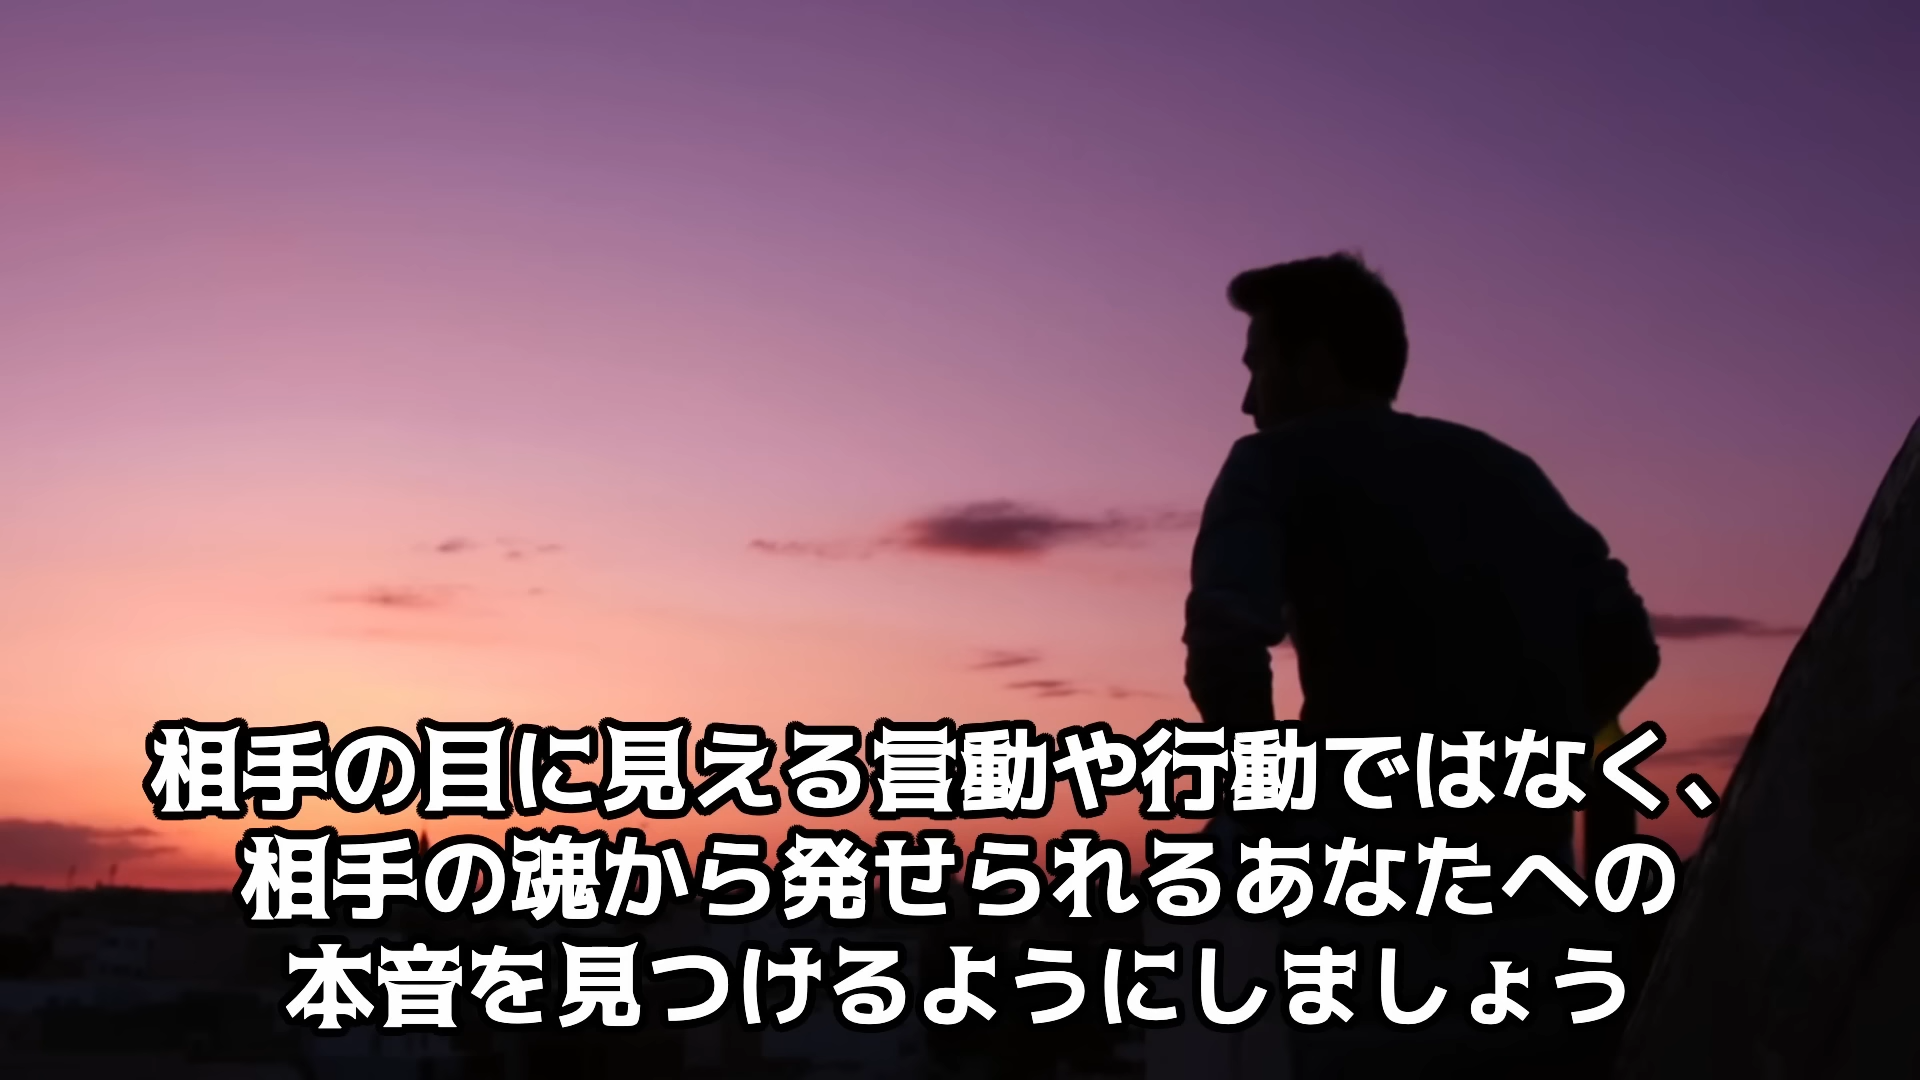 相手の目に見える言動や行動ではなく、
相手の魂から発せられるあなたへの
本音を見つけるようにしましょう